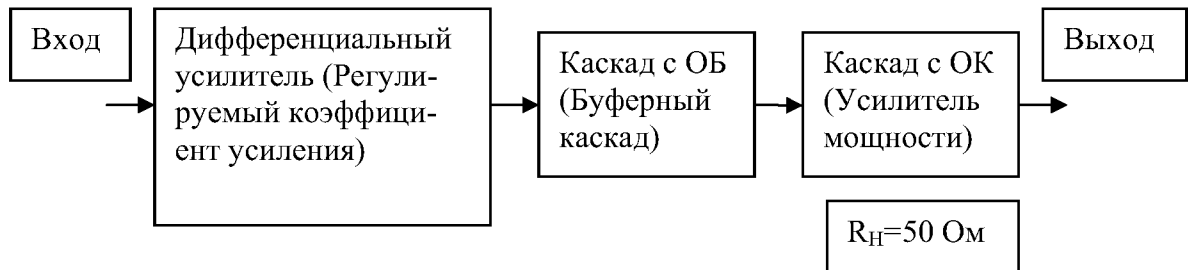 Вход
Дифференциальный
усилитель (Регули-
руемый коэффици-
ент усиления)
Каскад с ОБ
(Буферный
каскад)
Каскад с ОК
(Усилитель
мощности)
Выход
RН=50 Ом